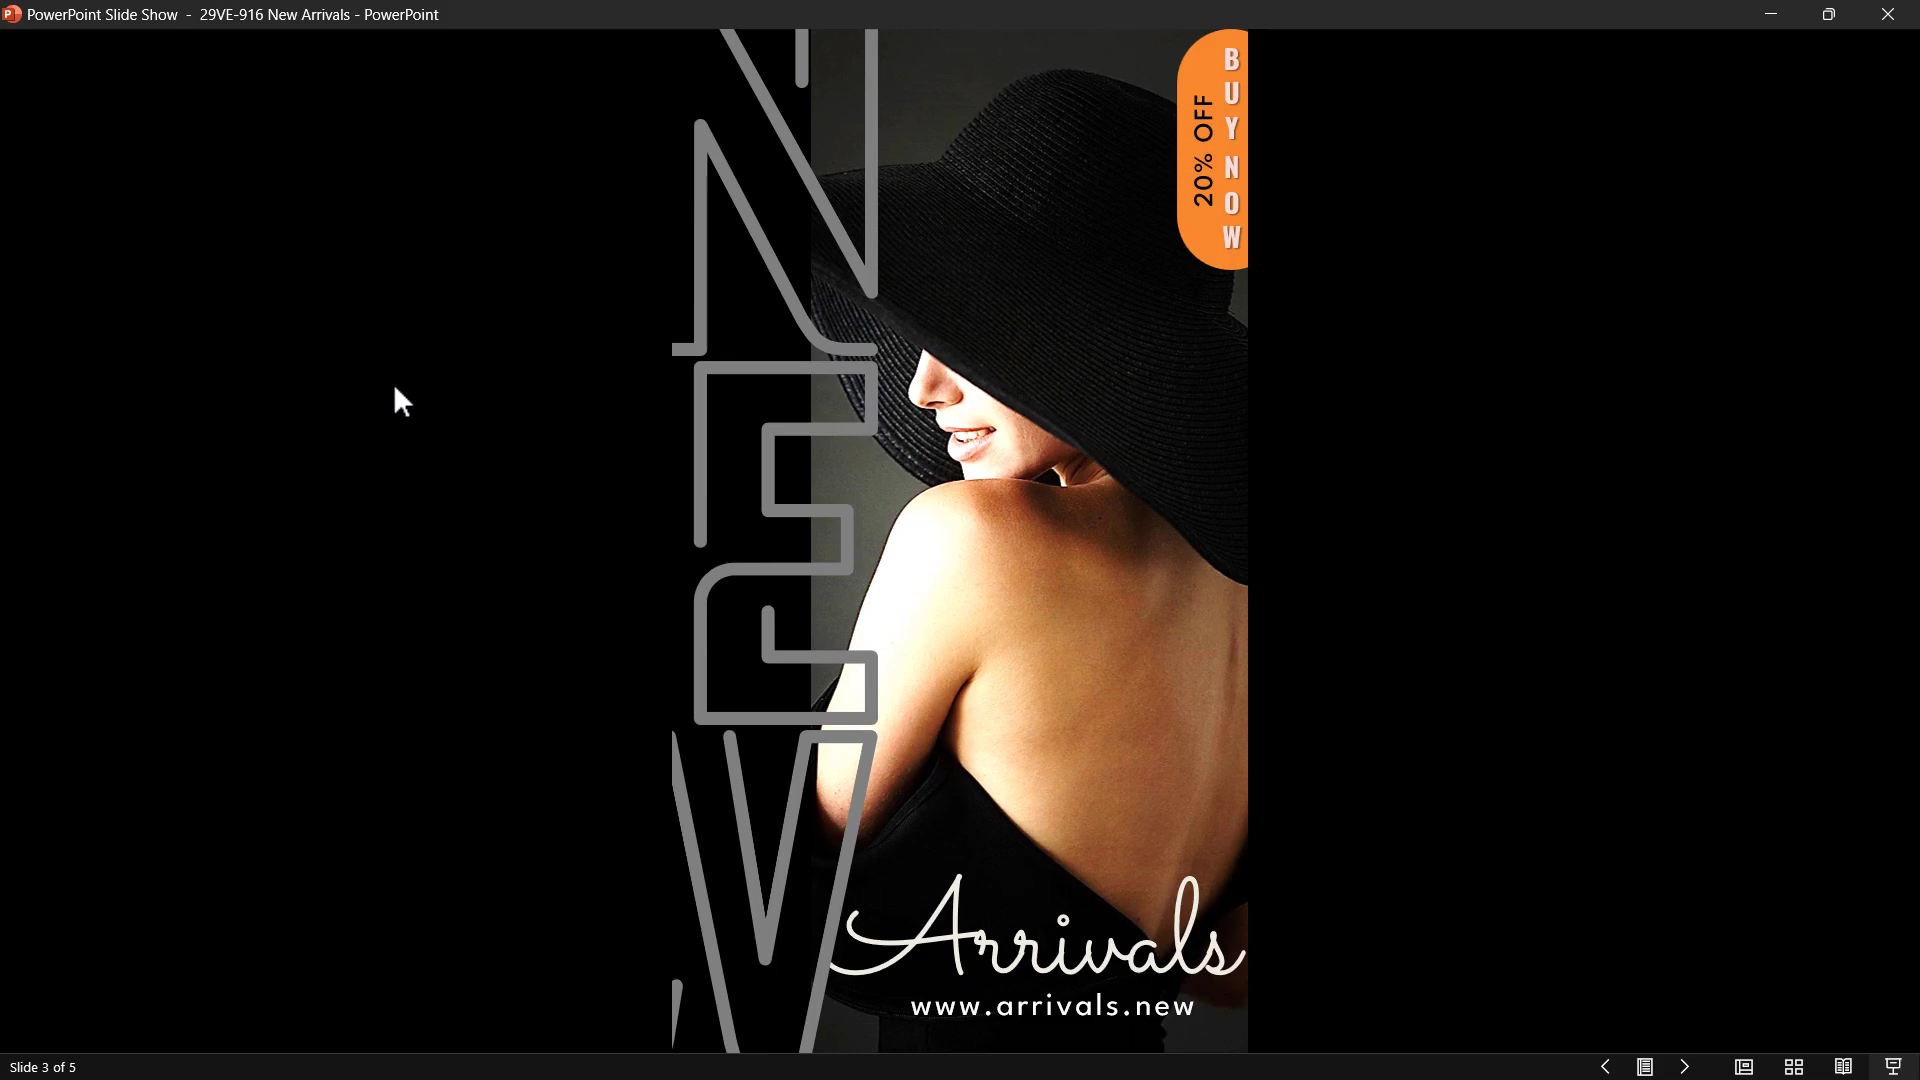 PowerPoint Slide Show - 29VE-916 New Arrivals - PowerPoint
NEW
20% OFF
BUY NOW
Arrivals
www.arrivals.new
Slide 3 of 5